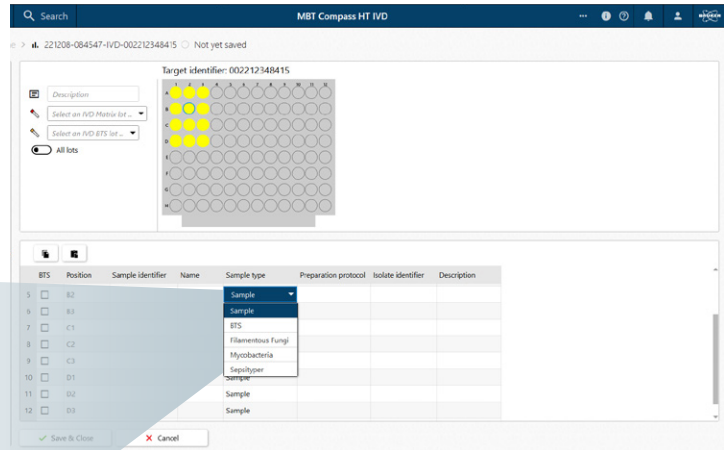 Search
MBT Compass HT IVD
BRUKER
221208-084547-IVD-002212348415 Not yet saved
Target identifier: 002212348415
1 2 3 4 5 6 7 8 9 10 11 12
A
B
C
D
E
F
G
H
Description
Select an IVD Matrix lot ...
Select an IVD BTS lot ...
All lots
BTS Position Sample identifier Name Sample type Preparation protocol Isolate identifier Description
5 B2 Sample
6 B3 Sample
7 C1 BTS
8 C2 Filamentous Fungi
9 C3 Mycobacteria
Sepsityper
10 D1 Sample
11 D2 Sample
12 D3 Sample
Save & Close Cancel